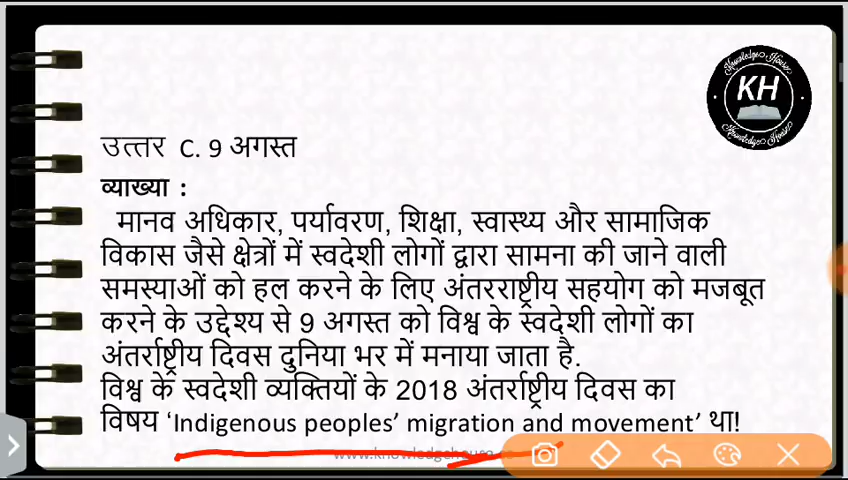 Knowledge House
KH
Knowledge House
उत्तर C. 9 अगस्त
व्याख्या :
मानव अधिकार, पर्यावरण, शिक्षा, स्वास्थ्य और सामाजिक
विकास जैसे क्षेत्रों में स्वदेशी लोगों द्वारा सामना की जाने वाली
समस्याओं को हल करने के लिए अंतरराष्ट्रीय सहयोग को मजबूत
करने के उद्देश्य से 9 अगस्त को विश्व के स्वदेशी लोगों का
अंतर्राष्ट्रीय दिवस दुनिया भर में मनाया जाता है.
विश्व के स्वदेशी व्यक्तियों के 2018 अंतर्राष्ट्रीय दिवस का
विषय ‘Indigenous peoples’ migration and movement’ था!